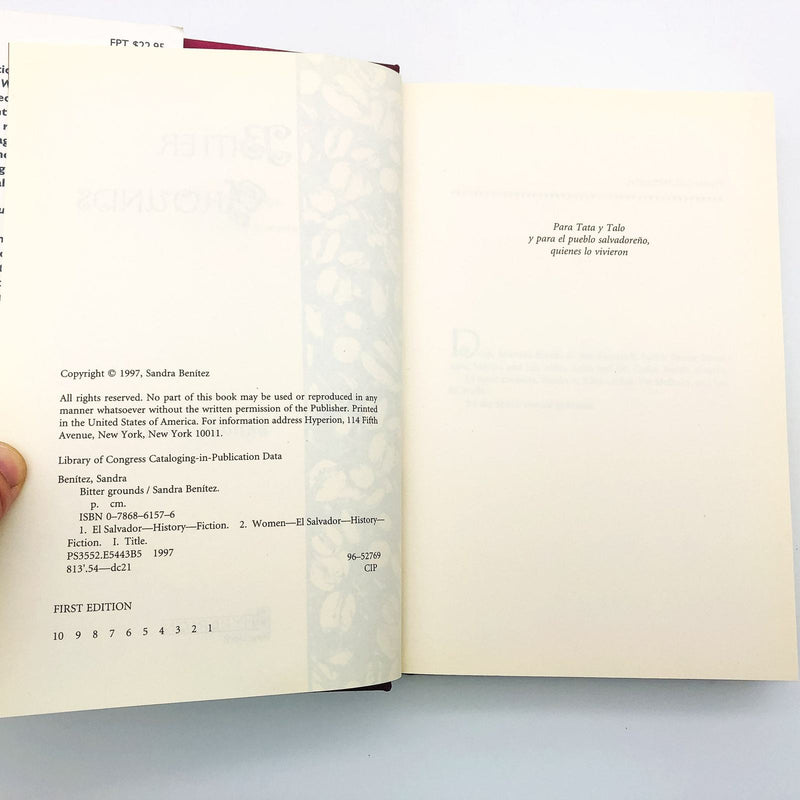 FPT $22.95
Copyright © 1997, Sandra Benítez
All rights reserved. No part of this book may be used or reproduced in any
manner whatsoever without the written permission of the Publisher. Printed
in the United States of America. For information address Hyperion, 114 Fifth
Avenue, New York, New York 10011.
Library of Congress Cataloging-in-Publication Data
Benítez, Sandra
Bitter grounds / Sandra Benítez.
p. cm.
ISBN 0–7868–6157–6
1. El Salvador—History—Fiction. 2. Women—El Salvador—History—
Fiction. I. Title.
PS3552.E5443B5 1997 96–52769
813'.54—dc21 CIP
FIRST EDITION
10 9 8 7 6 5 4 3 2 1
Para Tata y Talo
y para el pueblo salvadoreño,
quienes lo vivieron